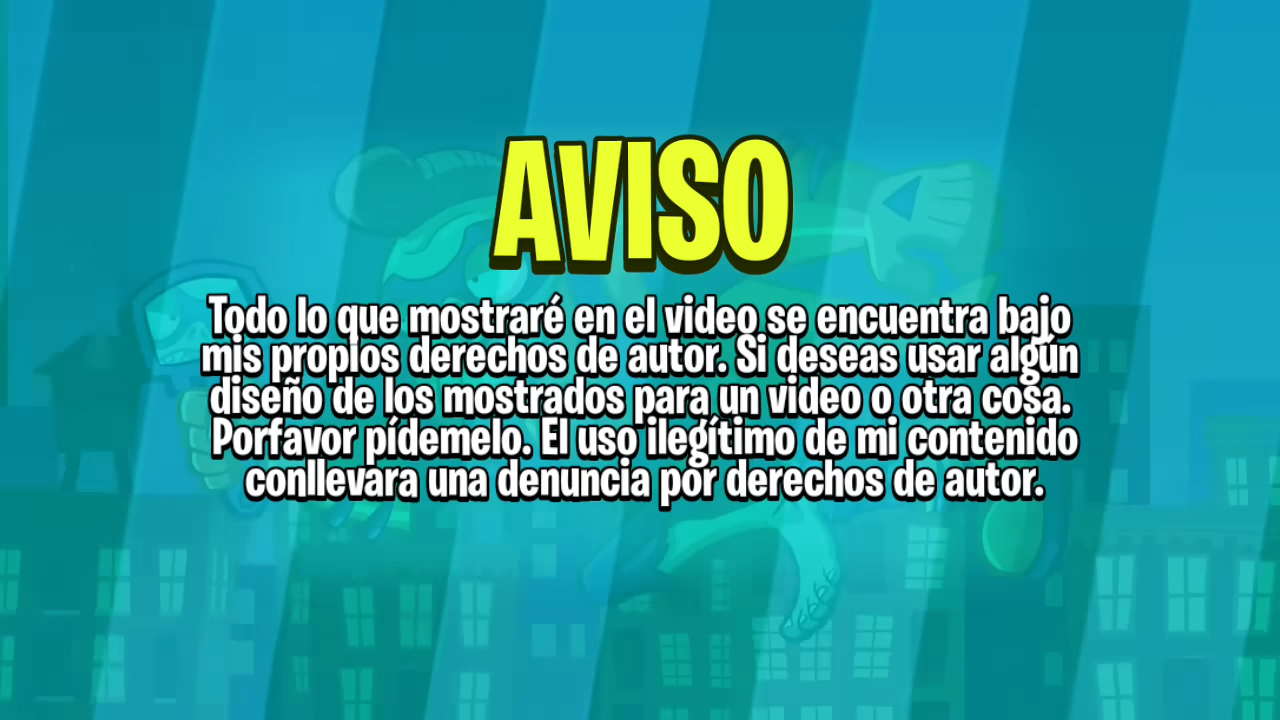 AVISO
Todo lo que mostraré en el video se encuentra bajo
mis propios derechos de autor. Si deseas usar algún
diseño de los mostrados para un video o otra cosa.
Porfavor pídemelo. El uso ilegítimo de mi contenido
conllevara una denuncia por derechos de autor.